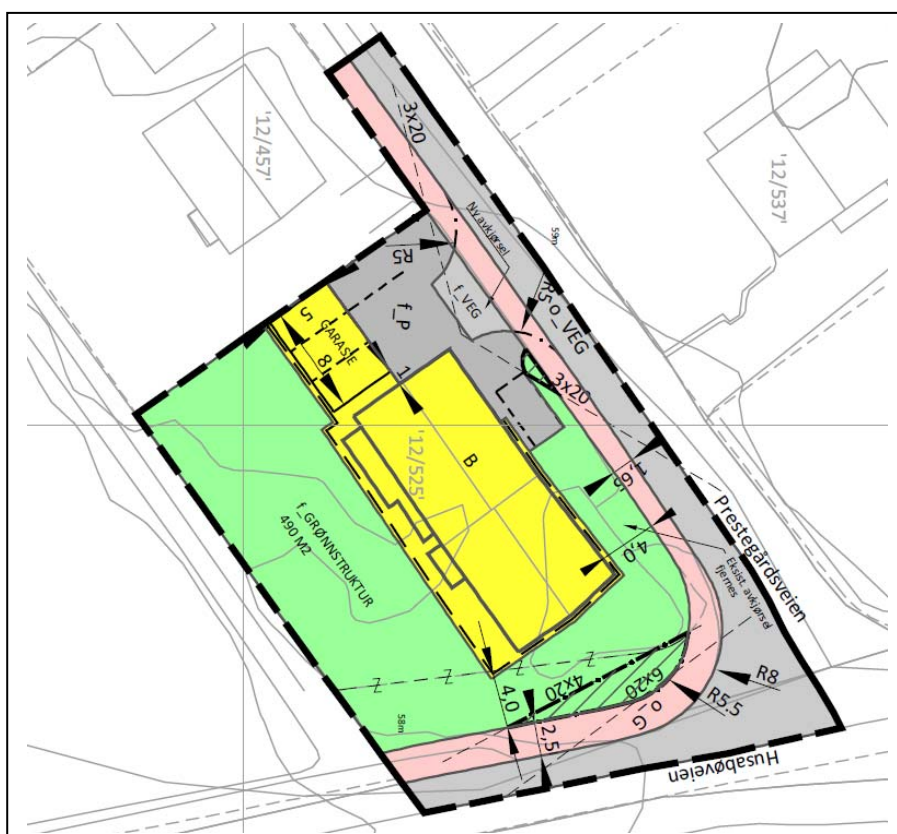 3x20
'12/457'
'12/537'
Ny avkjørsel
59m
R5
f_VEG
R5
o_VEG
f_P
5
GARASJE
8
1
3x20
L
'12/525'
B
1,65
4,0
Prestegårdsveien
f_GRØNNSTRUKTUR
490 M2
Eksist. avkjørsel
fjernes
Z Z Z Z
4x20
6x20
4,0
R8
R5.5
58m
o_G
2,5
Husabøveien